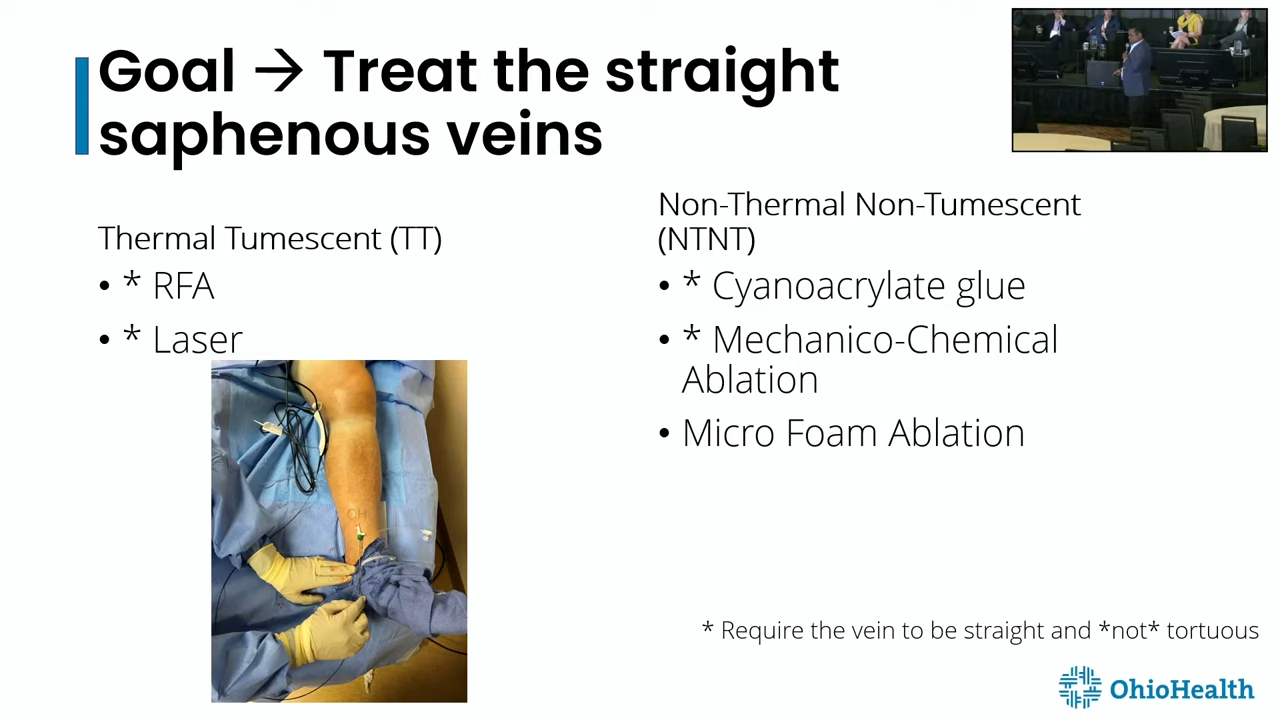 Goal → Treat the straight
saphenous veins
Thermal Tumescent (TT)
• * RFA
• * Laser
OH
Non-Thermal Non-Tumescent
(NTNT)
• * Cyanoacrylate glue
• * Mechanico-Chemical
Ablation
• Micro Foam Ablation
* Require the vein to be straight and *not* tortuous
OhioHealth